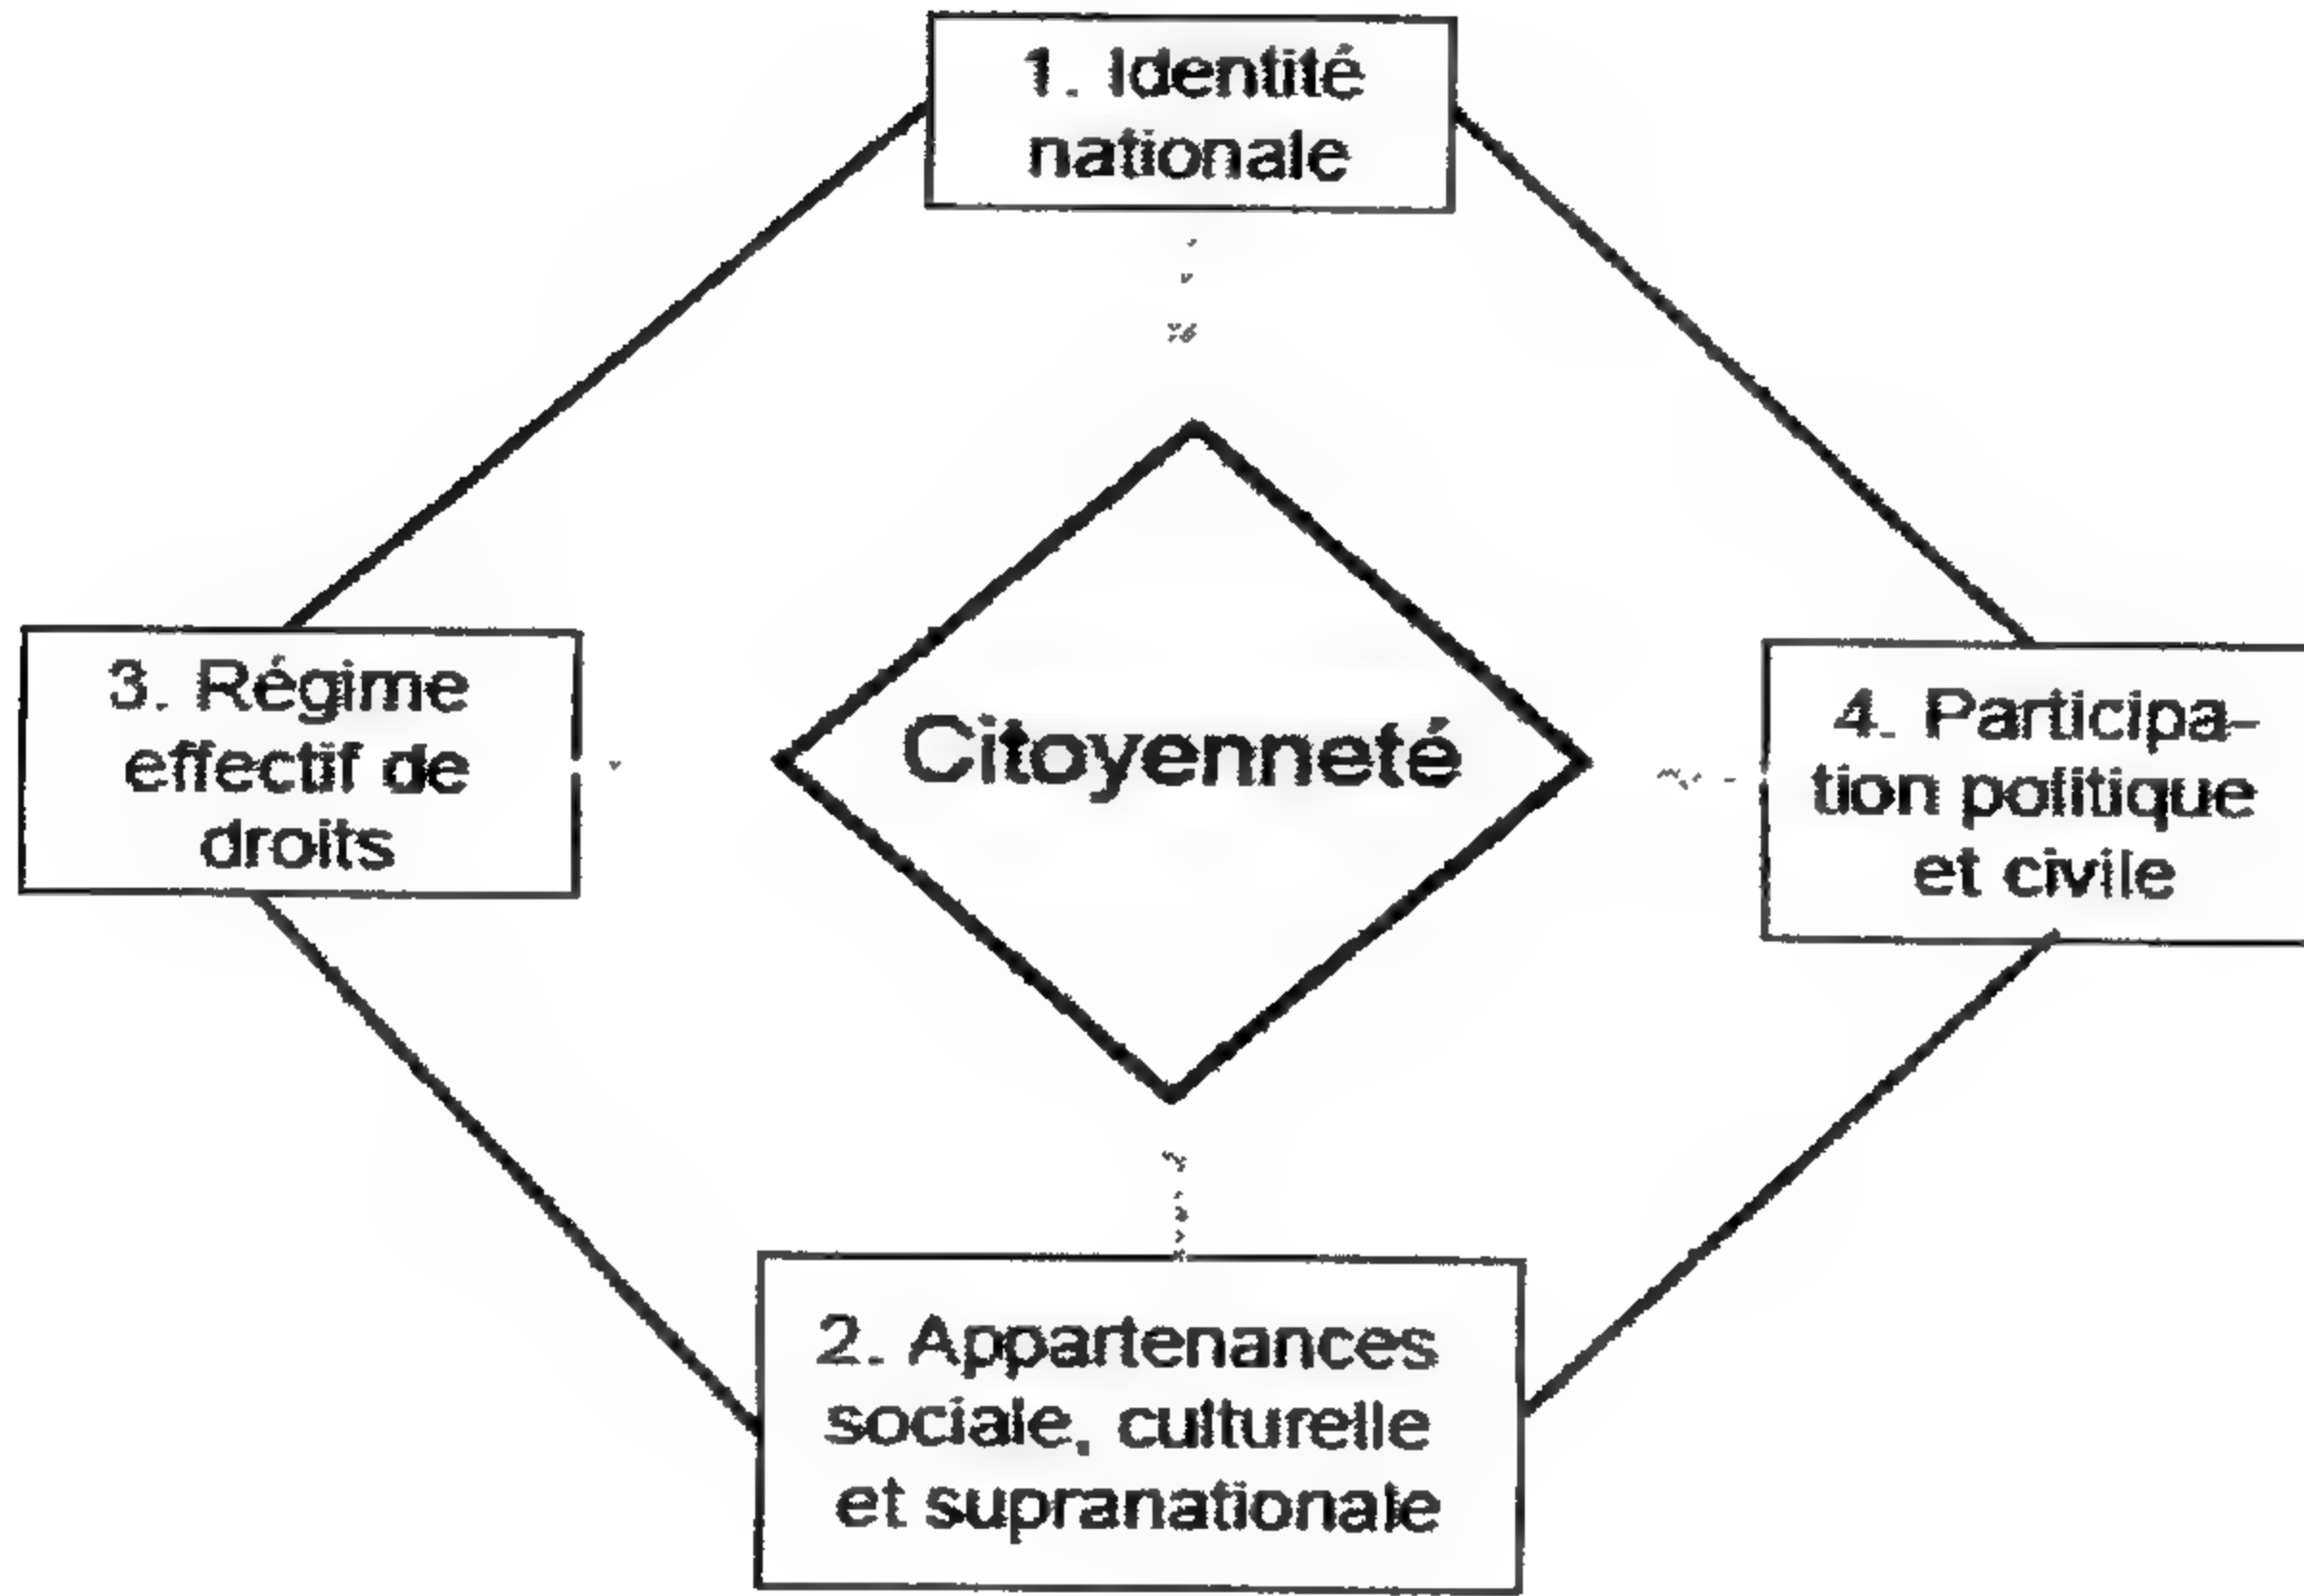 1. Identité
nationale
3. Régime
effectif de
droits
Citoyenneté
4. Participa-
tion politique
et civile
2. Appartenances
sociale, culturelle
et supranationale